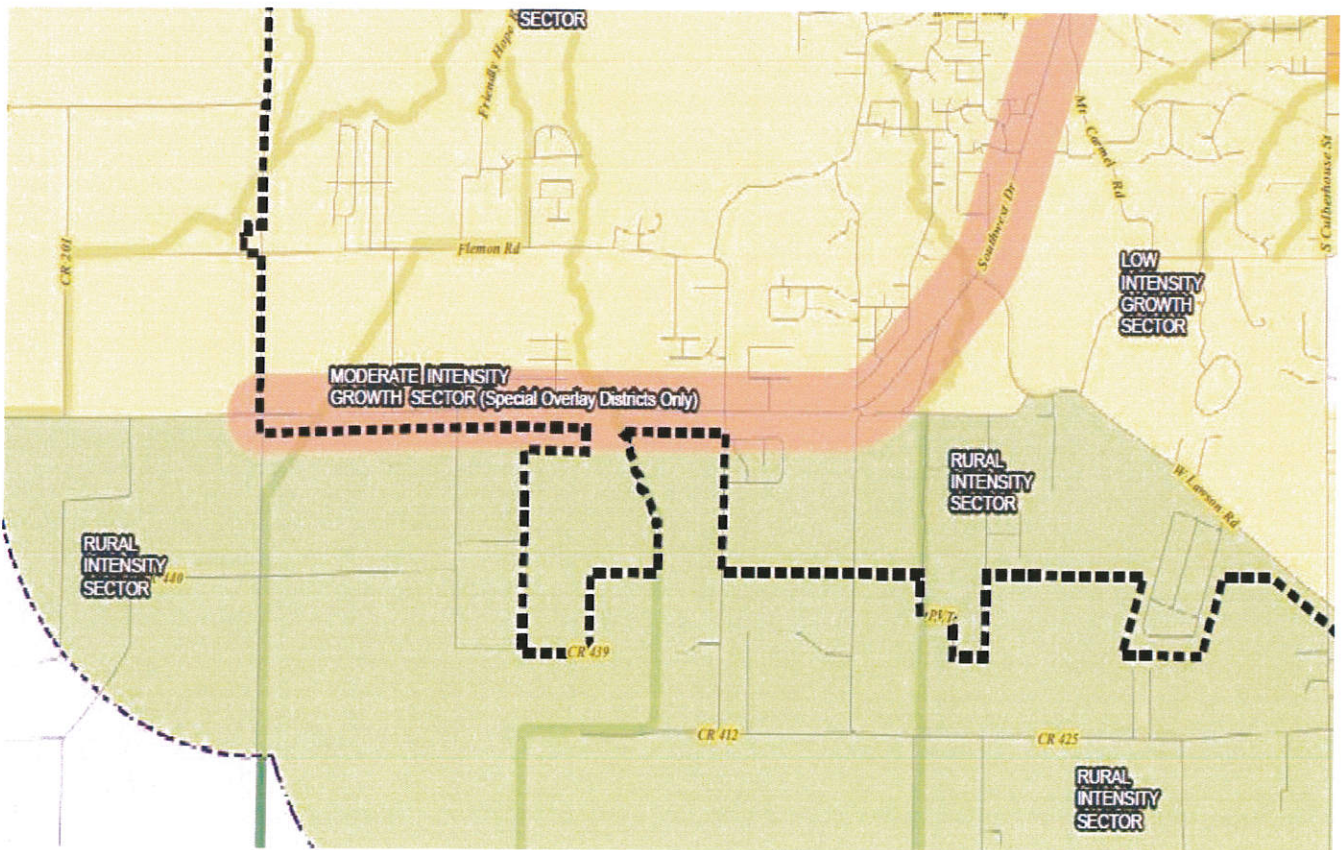 SECTOR
Friendly Hope
Mt Carmel Rd
S Culberhouse St
Southwest Dr
CR 201
Flemon Rd
LOW
INTENSITY
GROWTH
SECTOR
MODERATE INTENSITY
GROWTH SECTOR (Special Overlay Districts Only)
RURAL
INTENSITY
SECTOR
W Lawson Rd
RURAL
INTENSITY
SECTOR
440
PVT
CR 439
CR 412
CR 425
RURAL
INTENSITY
SECTOR